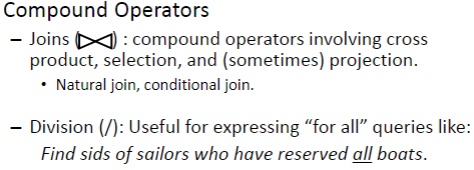 Compound Operators
– Joins (⋈) : compound operators involving cross
product, selection, and (sometimes) projection.
• Natural join, conditional join.
– Division (/): Useful for expressing “for all” queries like:
Find sids of sailors who have reserved all boats.